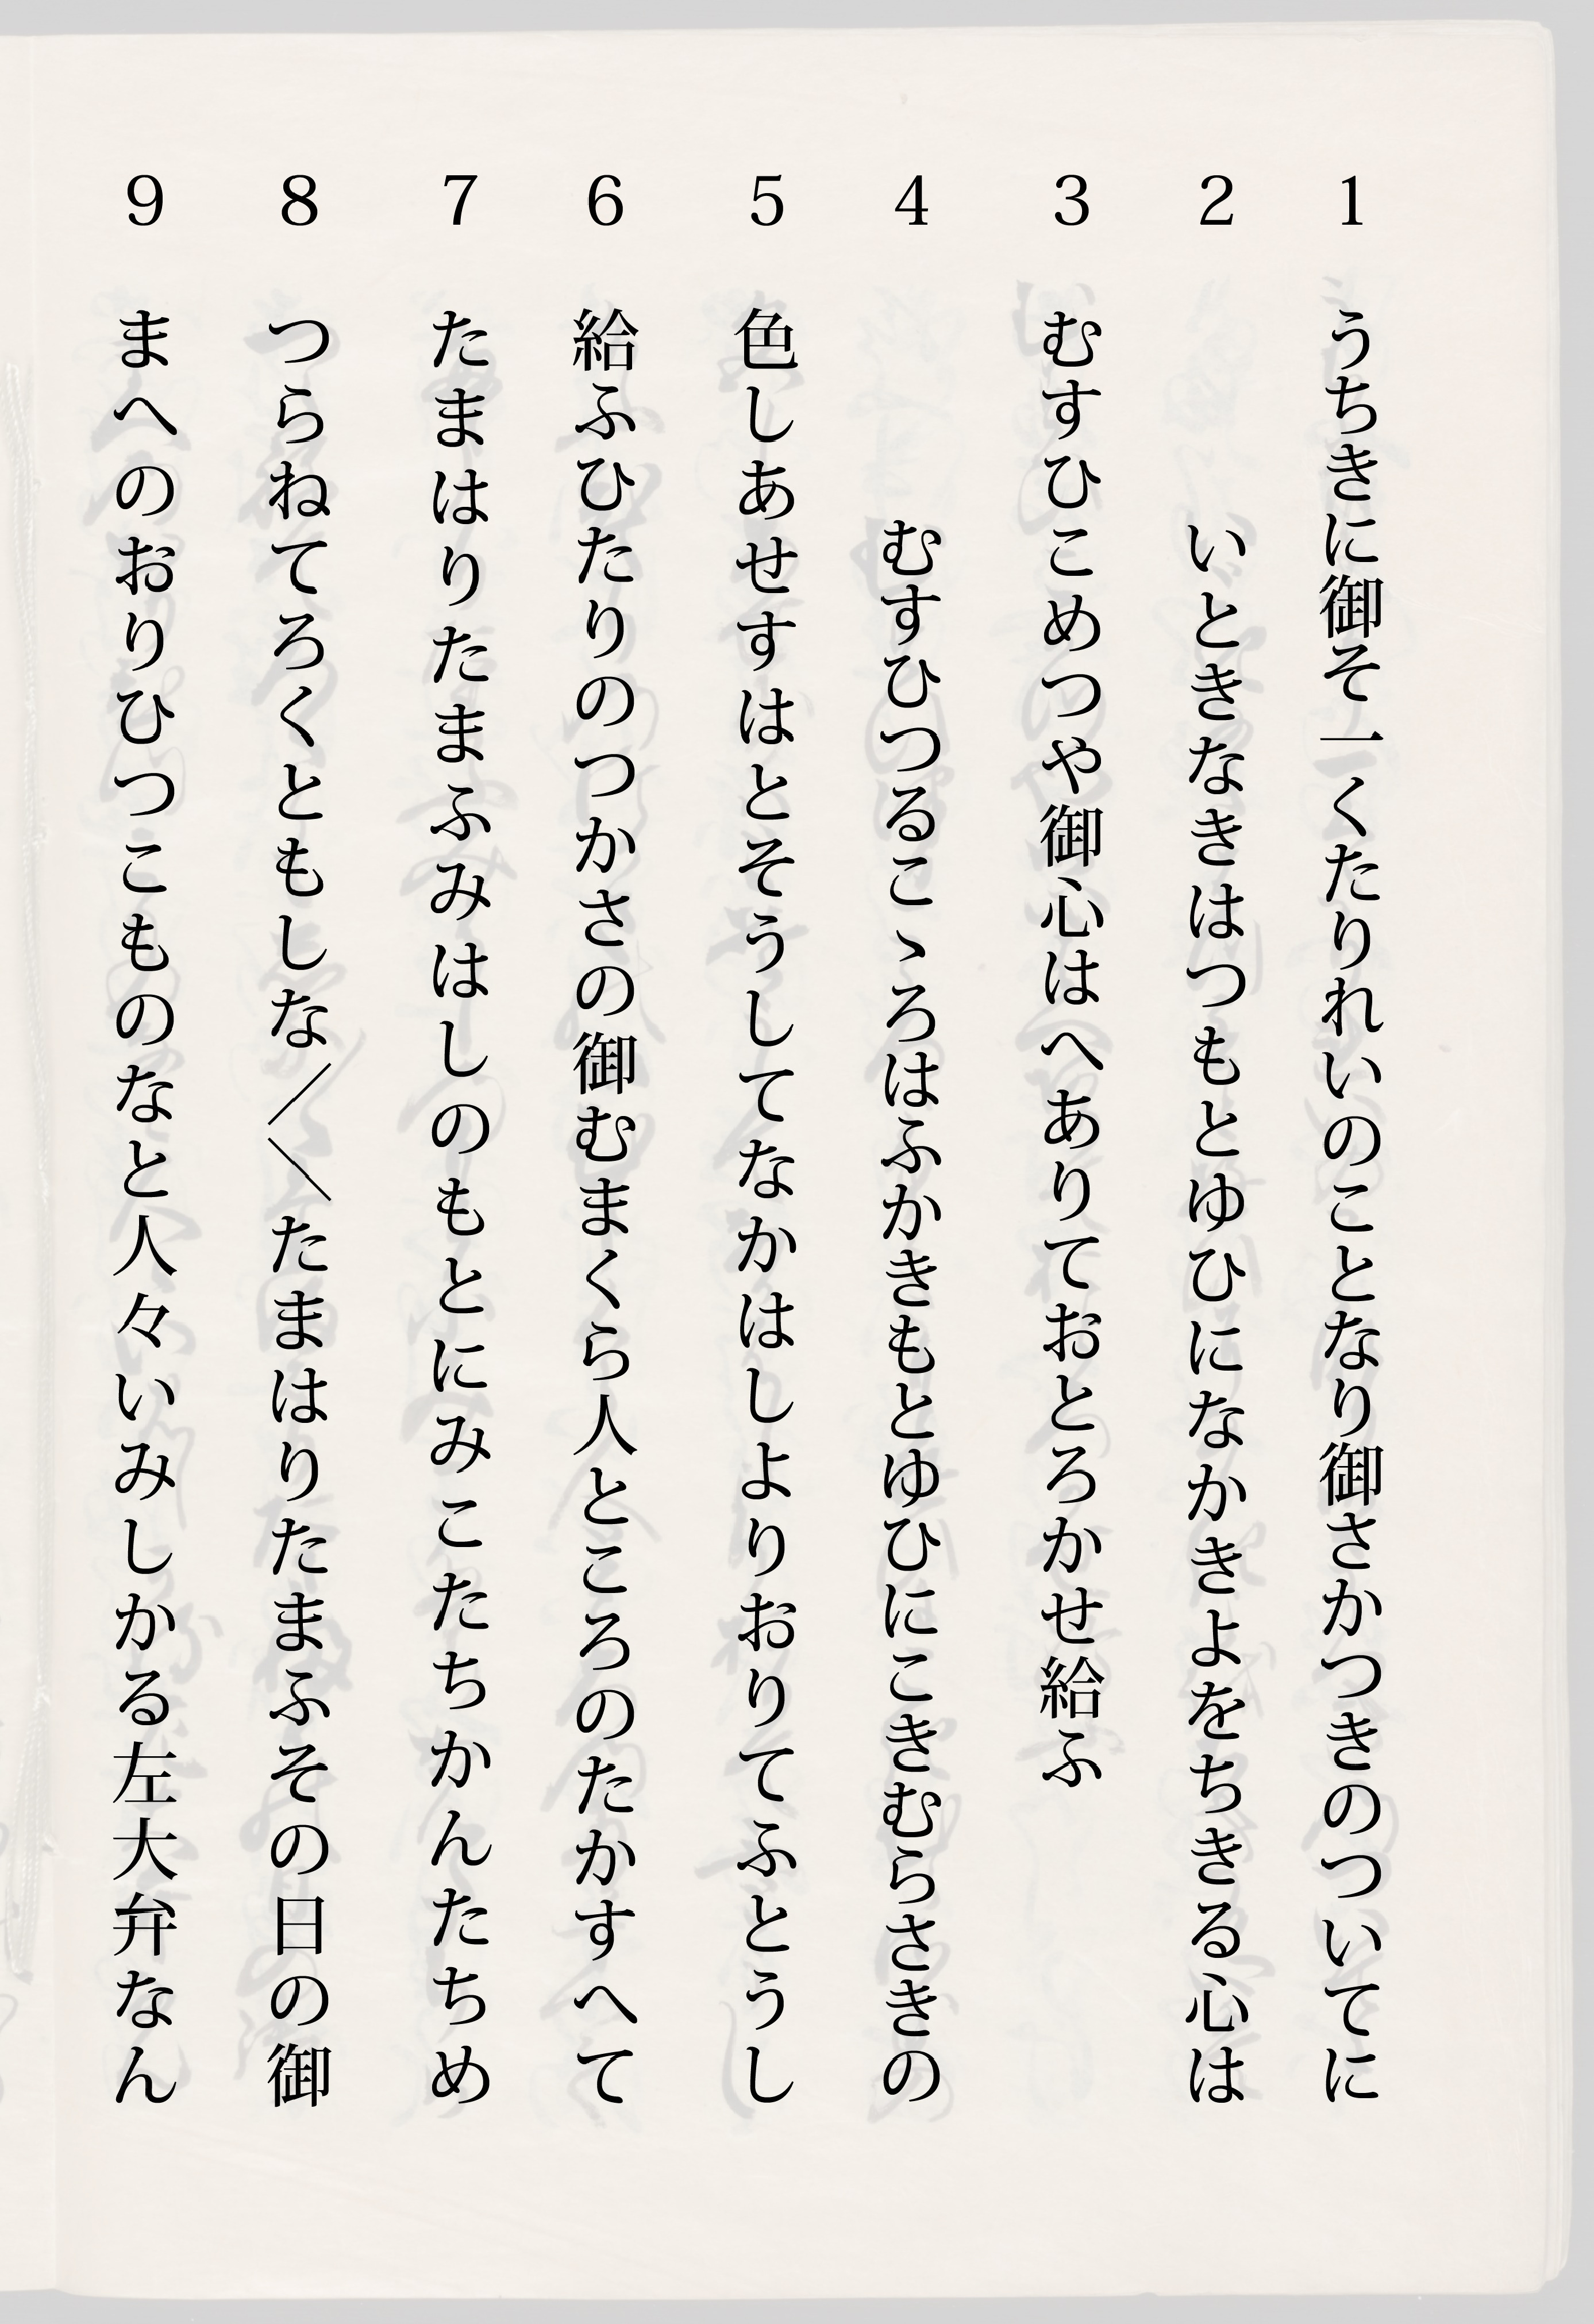 1 うちきに御そ一くたりれいのことなり御さかつきのついてに
2 いときなきはつもとゆひになかきよをちきる心は
3 むすひこめつや御心はへありておとろかせ給ふ
4 むすひつるこゝろはふかきもとゆひにこきむらさきの
5 色しあせすはとそうしてなかはしよりおりてふとうし
6 給ふひたりのつかさの御むまくら人ところのたかすへて
7 たまはりたまふみはしのもとにみこたちかんたちめ
8 つらねてろくともしな／＼たまはりたまふその日の御
9 まへのおりひつこものなと人々いみしかる左大弁なん